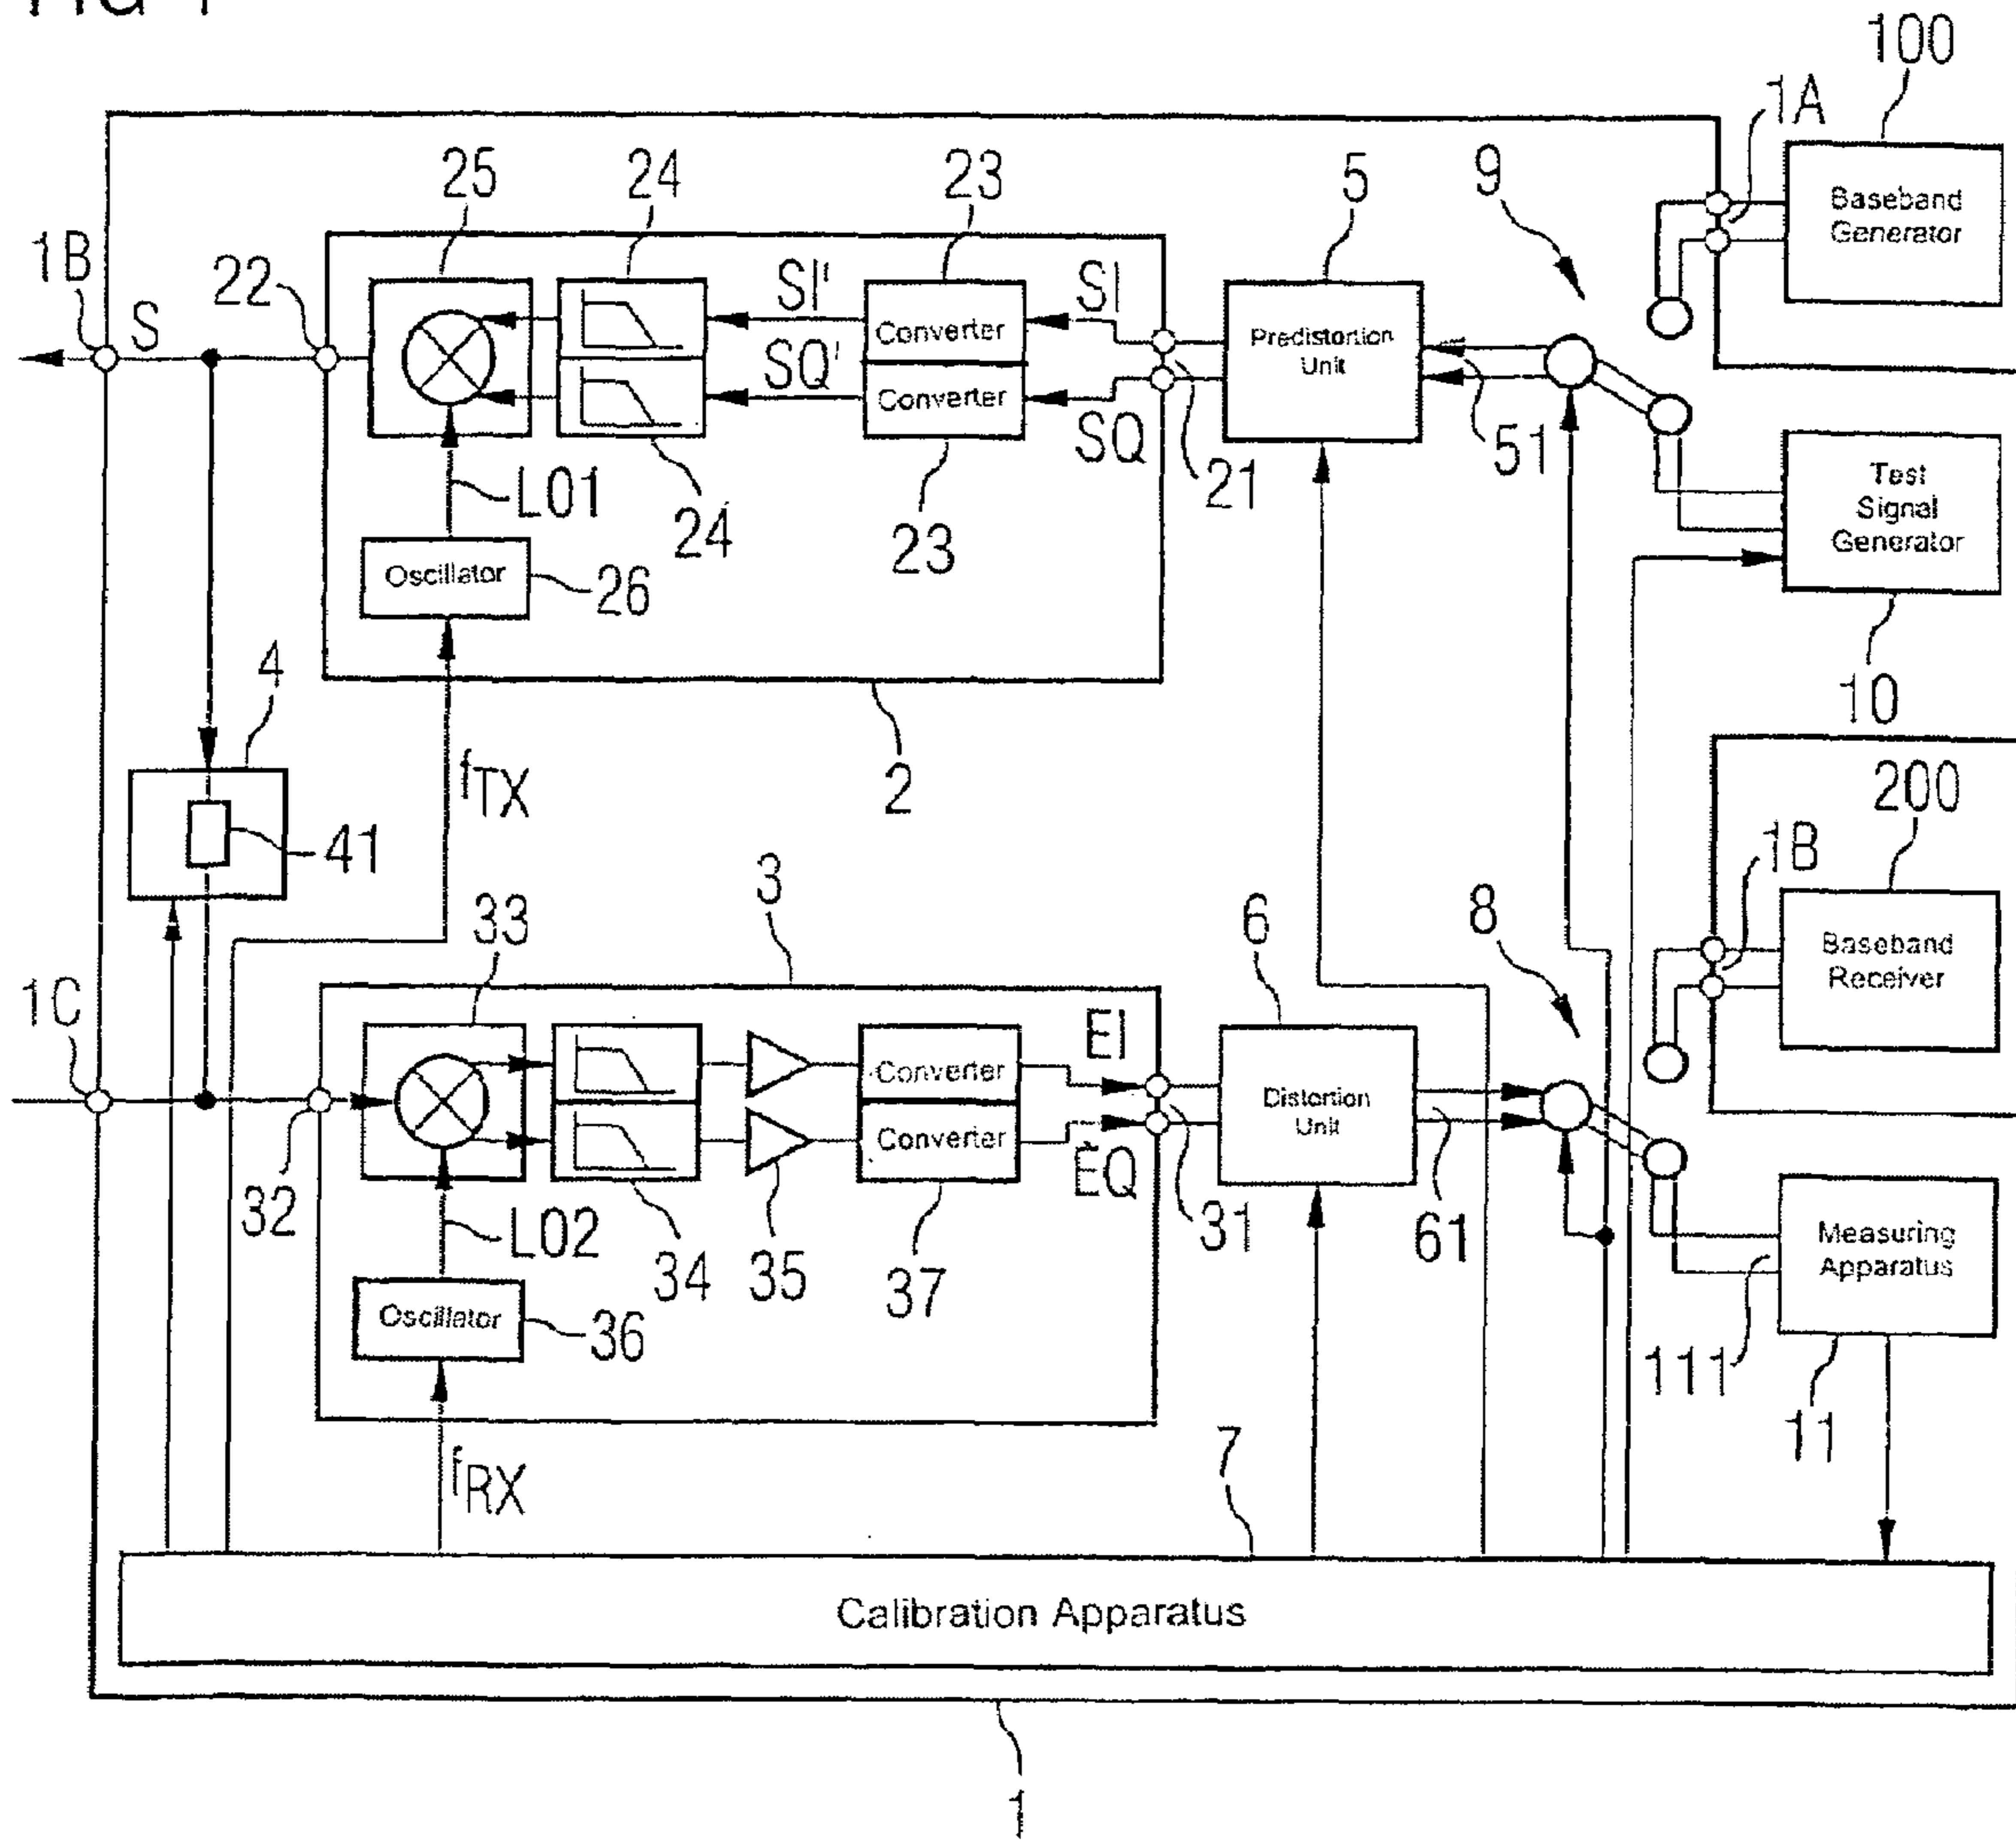 100
1A
25
24
23
5
9
Baseband
Generator
1B
S
22
SI'
SI
Converter
Predistortion
Unit
SQ'
Converter
SQ
51
21
LO1
24
23
Test
Signal
Generator
Oscillator
26
4
10
fTX
2
200
41
1B
3
33
6
8
Baseband
Receiver
1C
EI
Converter
Distortion
Unit
Converter
EQ
32
31
61
LO2
34
35
37
Measuring
Apparatus
Oscillator
36
111
11
fRX
7
Calibration Apparatus
1